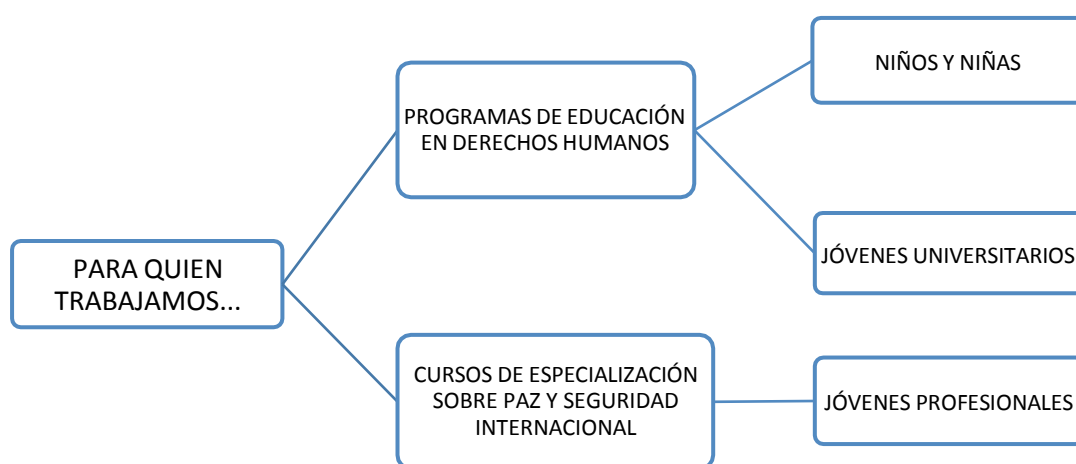 PARA QUIEN
TRABAJAMOS...
PROGRAMAS DE EDUCACIÓN
EN DERECHOS HUMANOS
NIÑOS Y NIÑAS
JÓVENES UNIVERSITARIOS
CURSOS DE ESPECIALIZACIÓN
SOBRE PAZ Y SEGURIDAD
INTERNACIONAL
JÓVENES PROFESIONALES